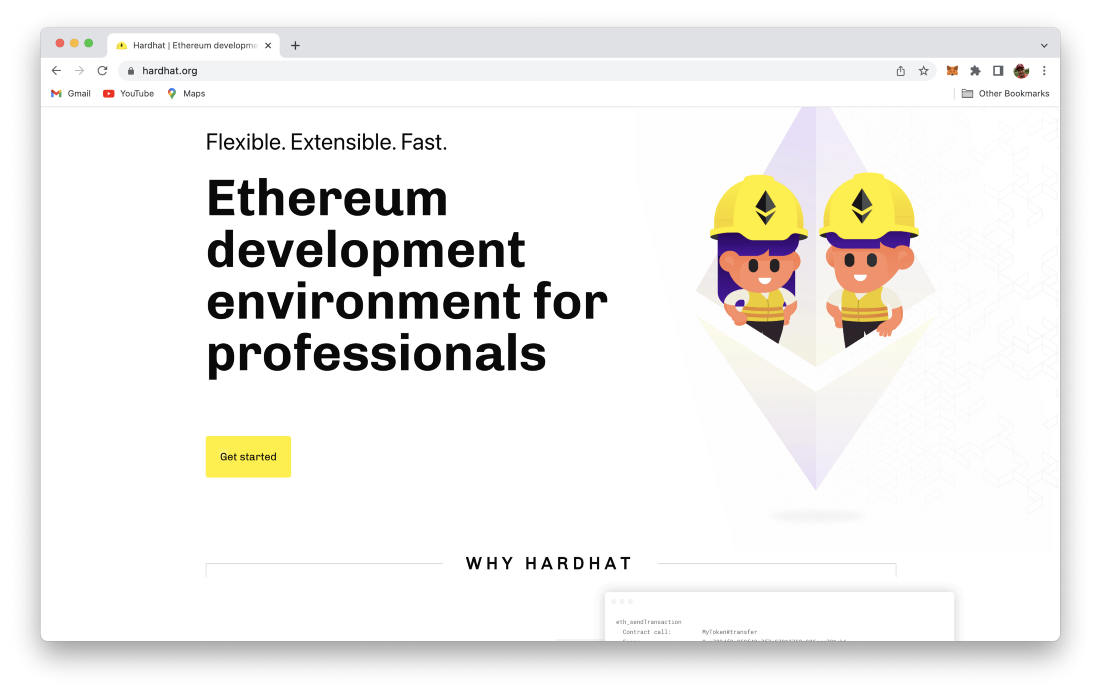 Hardhat | Ethereum developme
hardhat.org
Gmail
YouTube
Maps
Other Bookmarks
Flexible. Extensible. Fast.
Ethereum
development
environment for
professionals
Get started
WHY HARDHAT
eth_sendTransaction
Contract call: MyToken#transfer